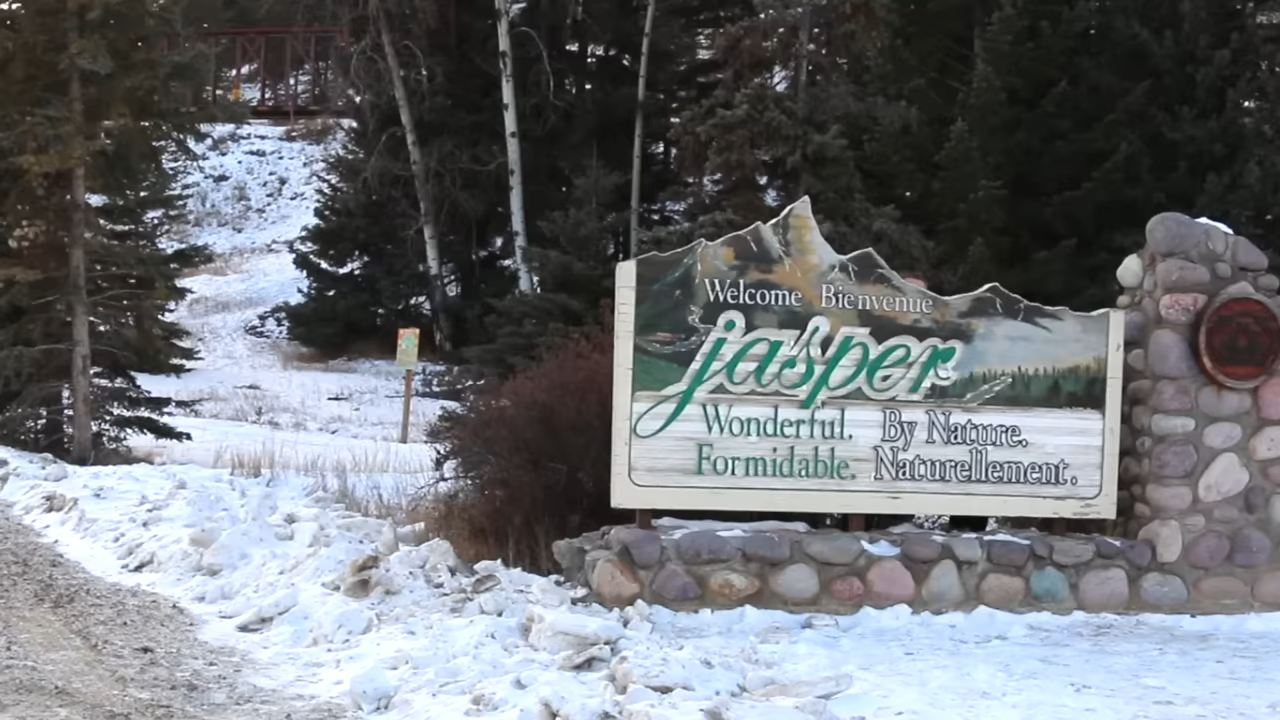 Welcome Bienvenue
jasper
Wonderful. By Nature.
Formidable. Naturellement.